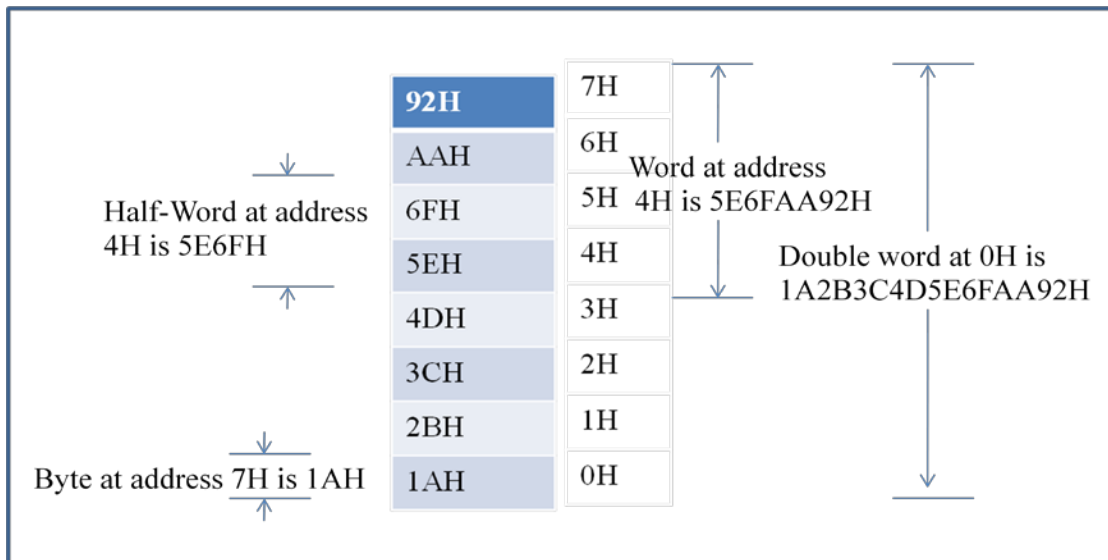 92H
AAH
6FH
5EH
4DH
3CH
2BH
1AH
7H
6H
5H
4H
3H
2H
1H
0H
Half-Word at address
4H is 5E6FH
Byte at address 7H is 1AH
Word at address
4H is 5E6FAA92H
Double word at 0H is
1A2B3C4D5E6FAA92H